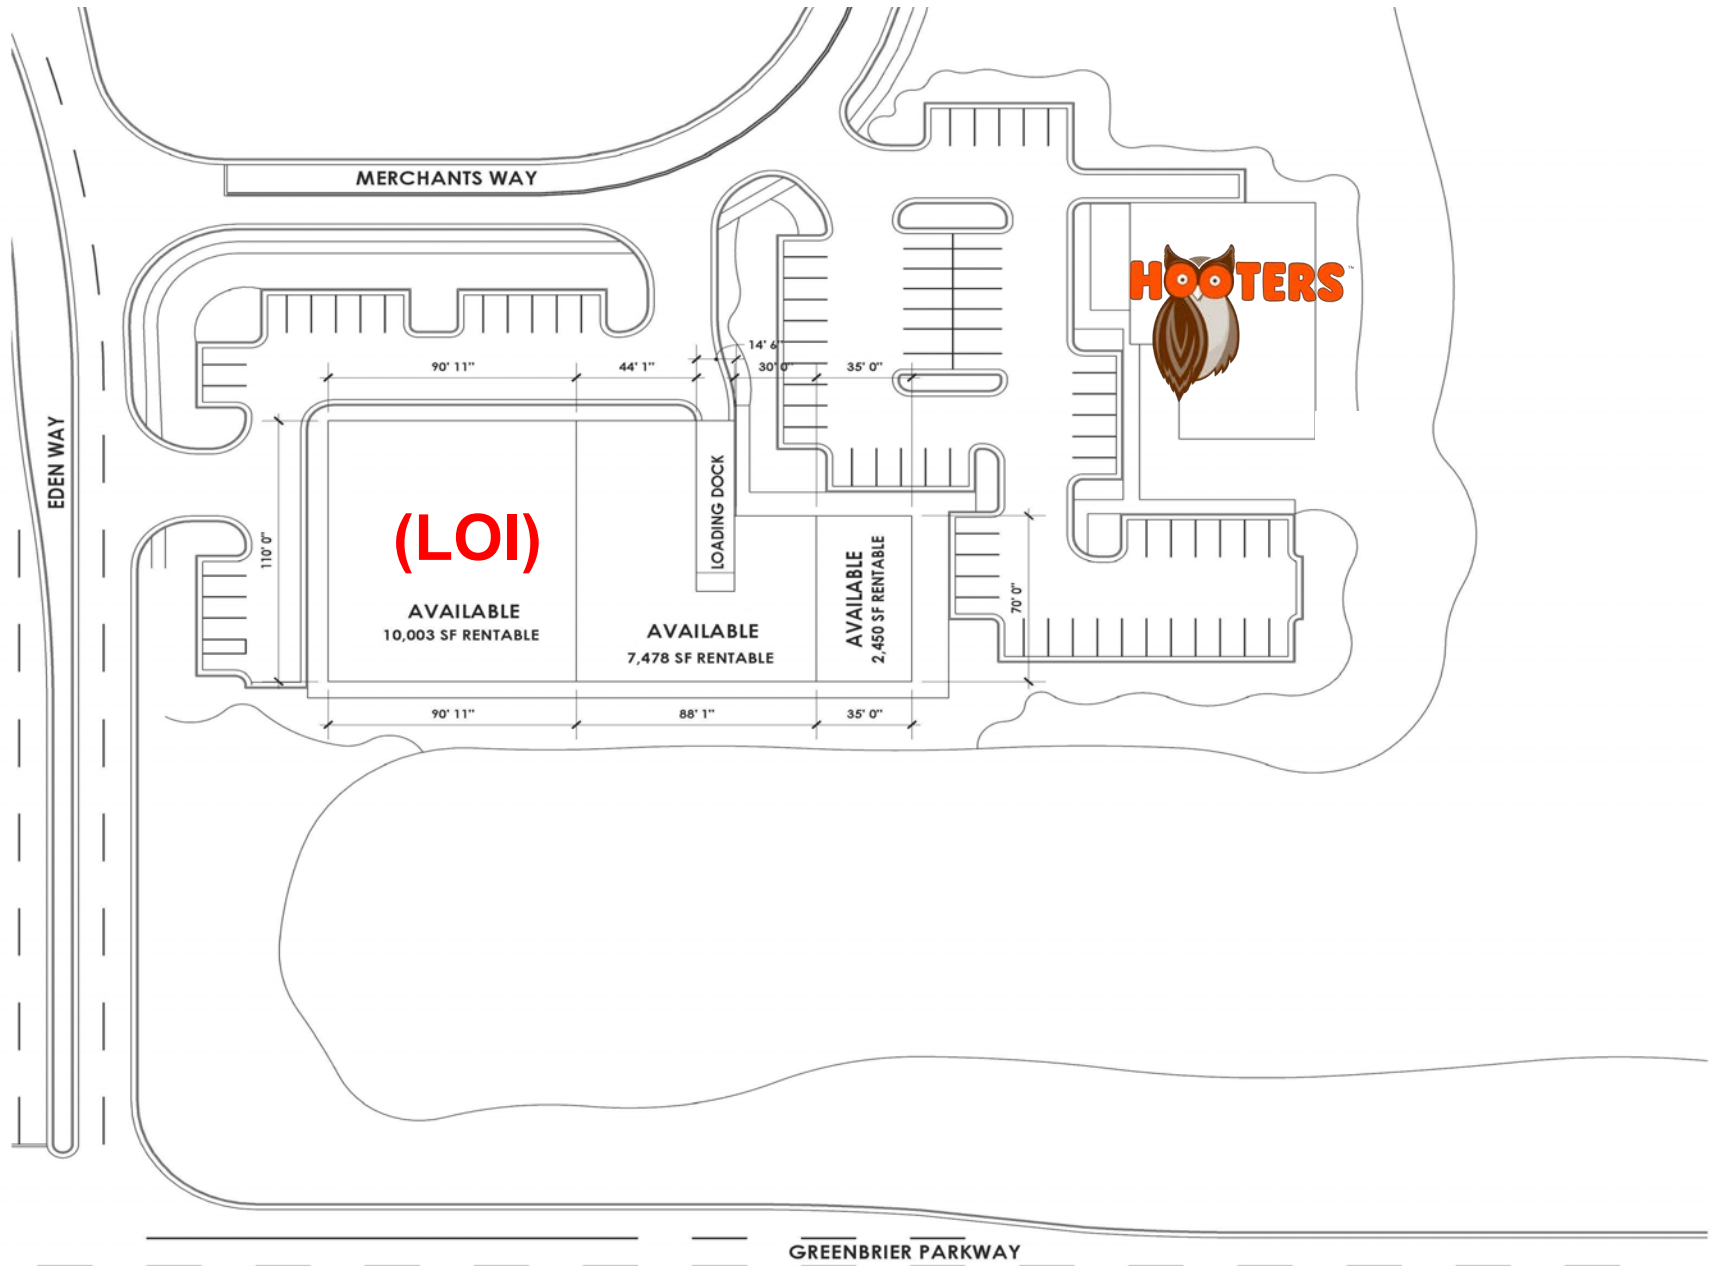 MERCHANTS WAY
HOOTERS™
14' 6"
90' 11"
44' 1"
30' 0"
35' 0"
EDEN WAY
LOADING DOCK
110' 0"
(LOI)
AVAILABLE
10,003 SF RENTABLE
AVAILABLE
7,478 SF RENTABLE
AVAILABLE
2,450 SF RENTABLE
70' 0"
90' 11"
88' 1"
35' 0"
GREENBRIER PARKWAY